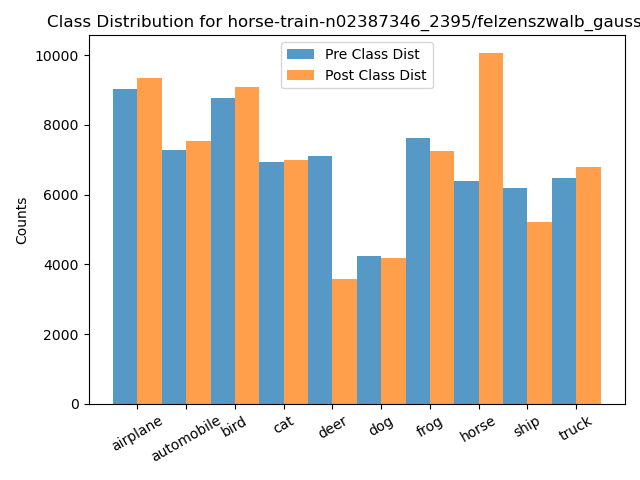 Class Distribution for horse-train-n02387346_2395/felzenszwalb_gauss
Pre Class Dist
Post Class Dist
Counts
10000
8000
6000
4000
2000
0
airplane
automobile
bird
cat
deer
dog
frog
horse
ship
truck